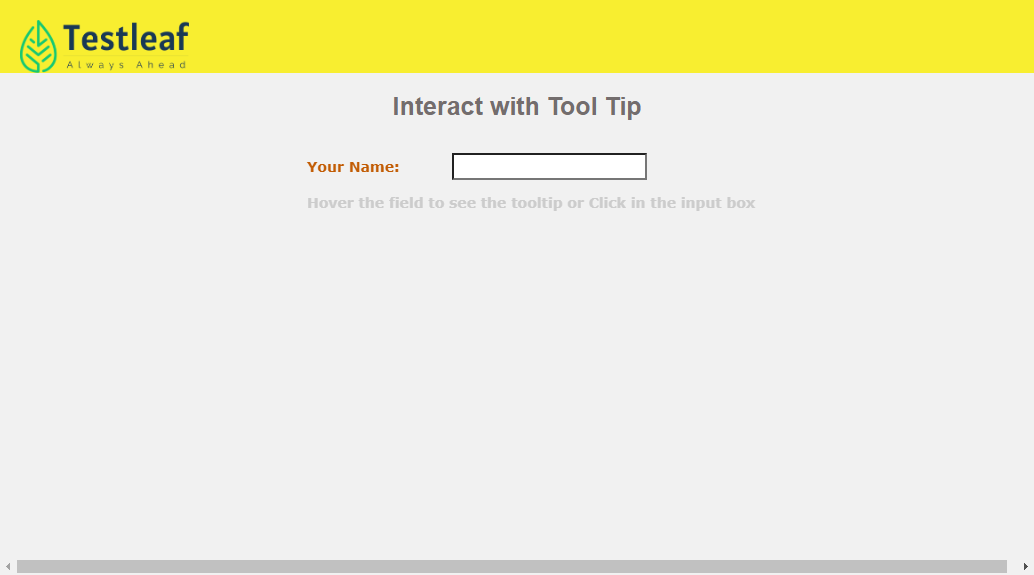 Testleaf
Always Ahead
Interact with Tool Tip
Your Name:
Hover the field to see the tooltip or Click in the input box